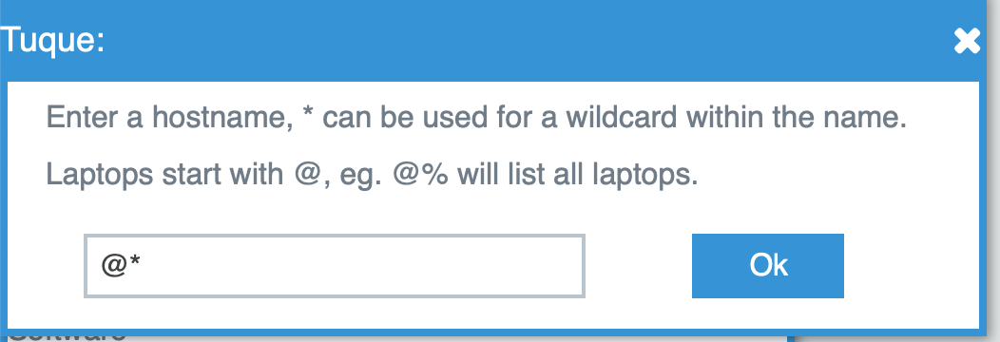 Tuque:
Enter a hostname, * can be used for a wildcard within the name.
Laptops start with @, eg. @% will list all laptops.
@*
Ok
Software